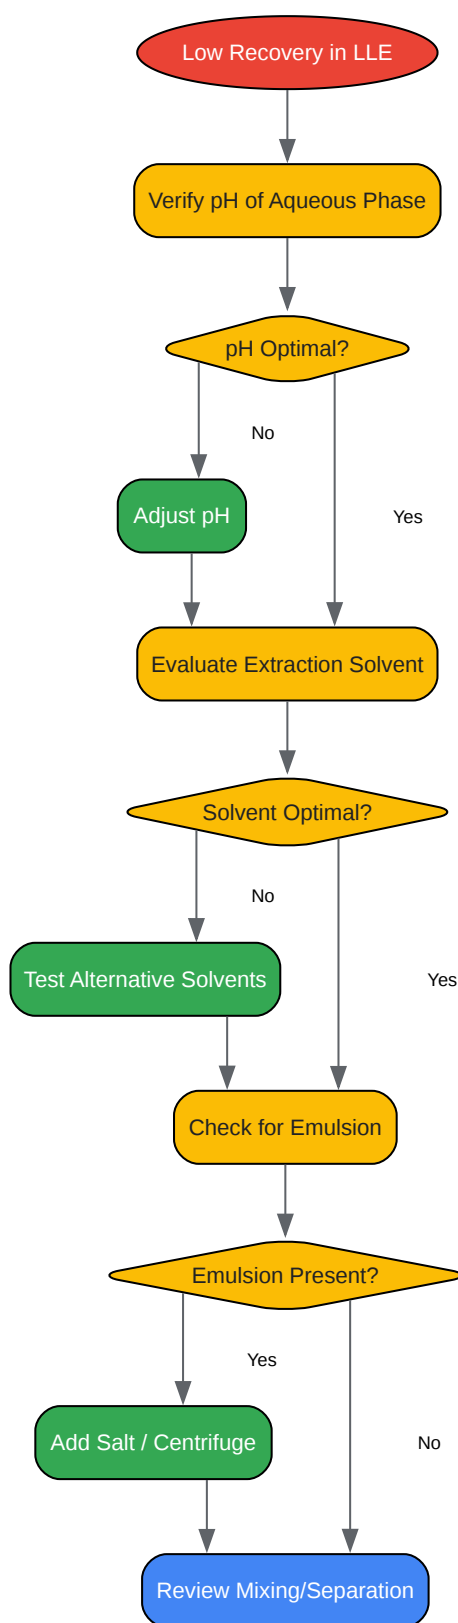 Low Recovery in LLE
Verify pH of Aqueous Phase
pH Optimal?
No
Adjust pH
Yes
Evaluate Extraction Solvent
Solvent Optimal?
No
Test Alternative Solvents
Yes
Check for Emulsion
Emulsion Present?
Yes
Add Salt / Centrifuge
No
Review Mixing/Separation